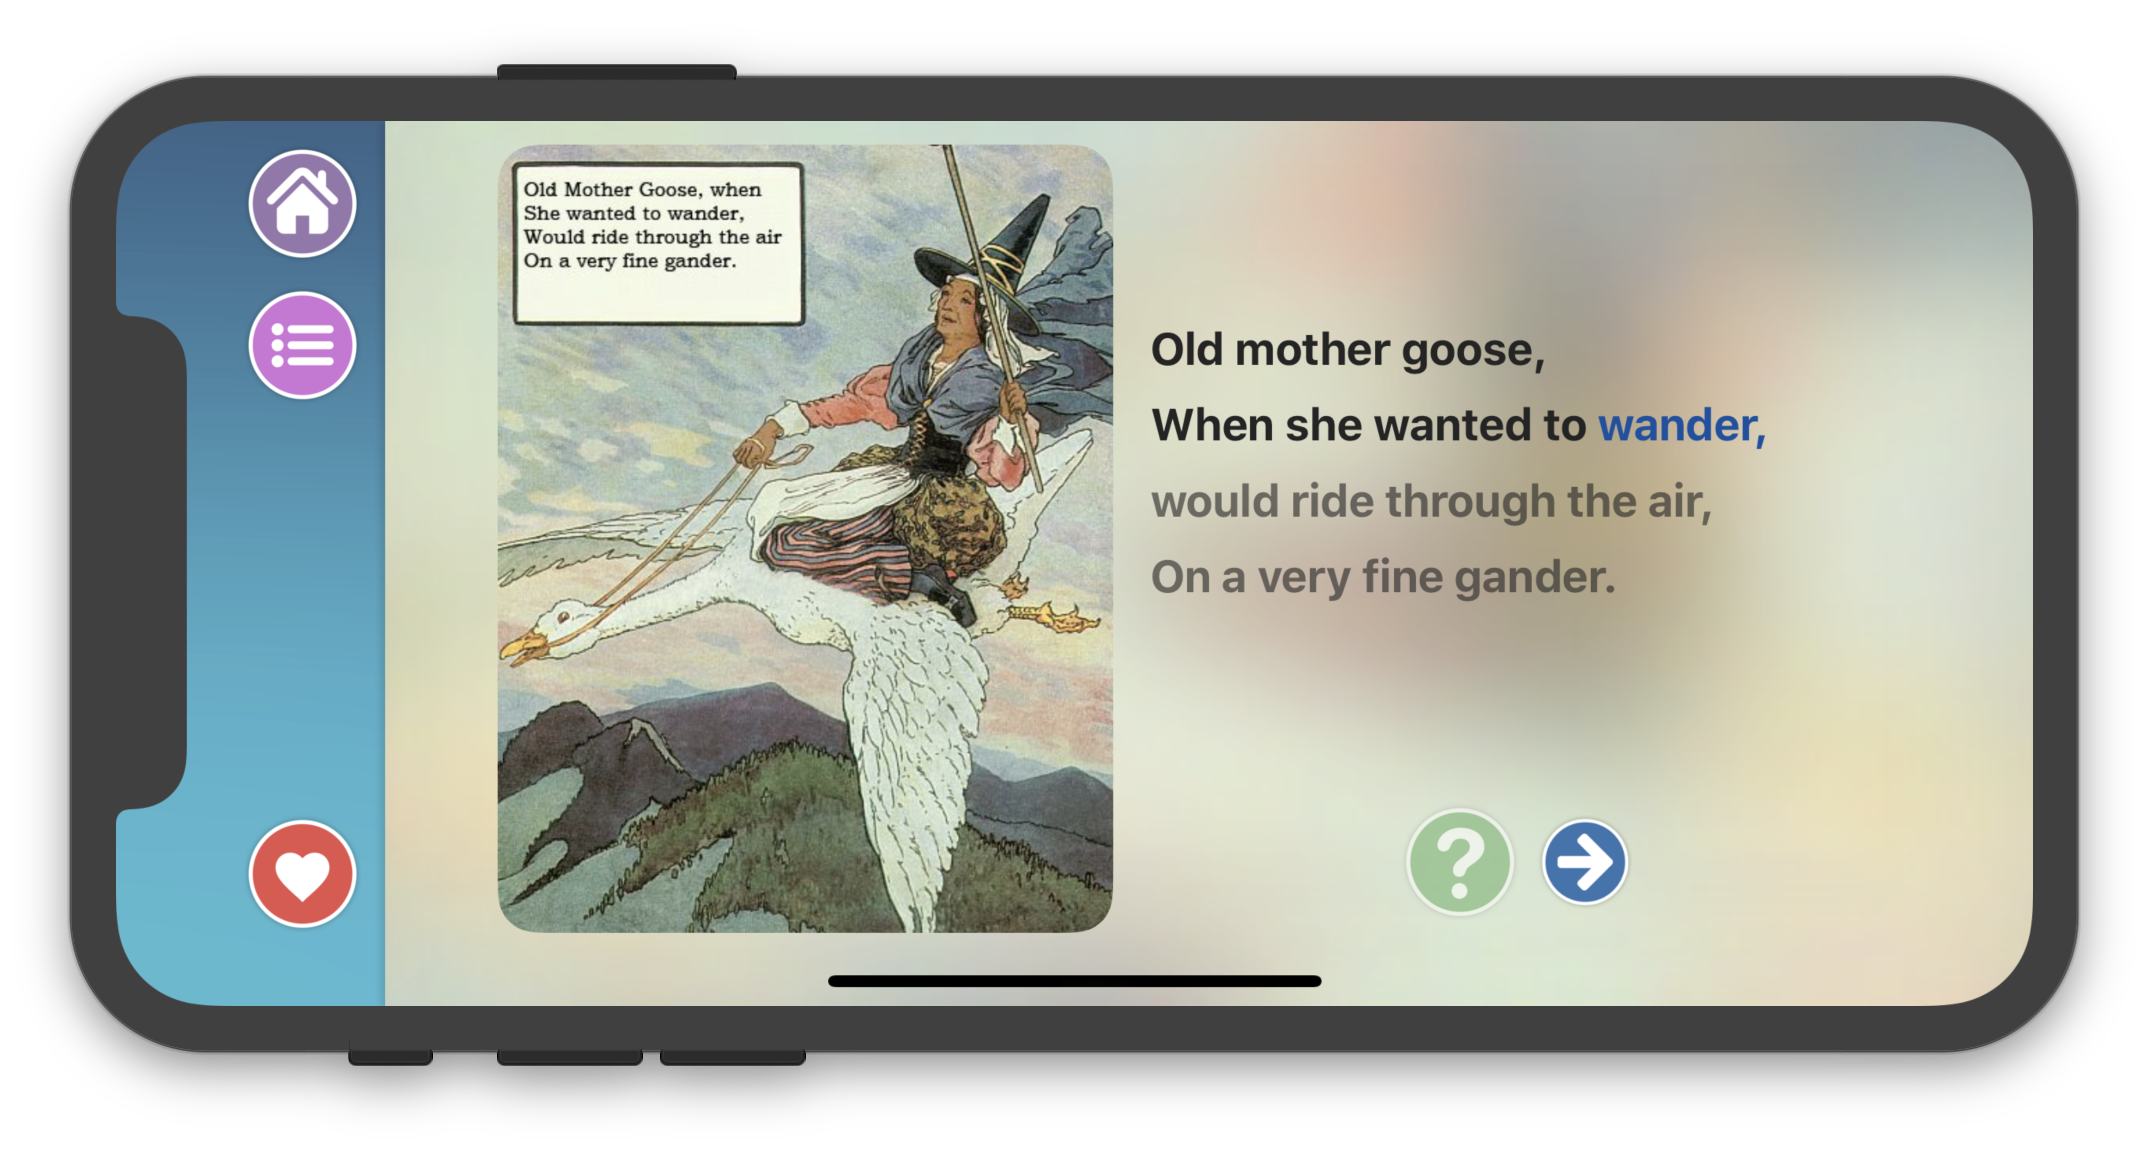 Old Mother Goose, when
She wanted to wander,
Would ride through the air
On a very fine gander.
Old mother goose,
When she wanted to wander,
would ride through the air,
On a very fine gander.
?